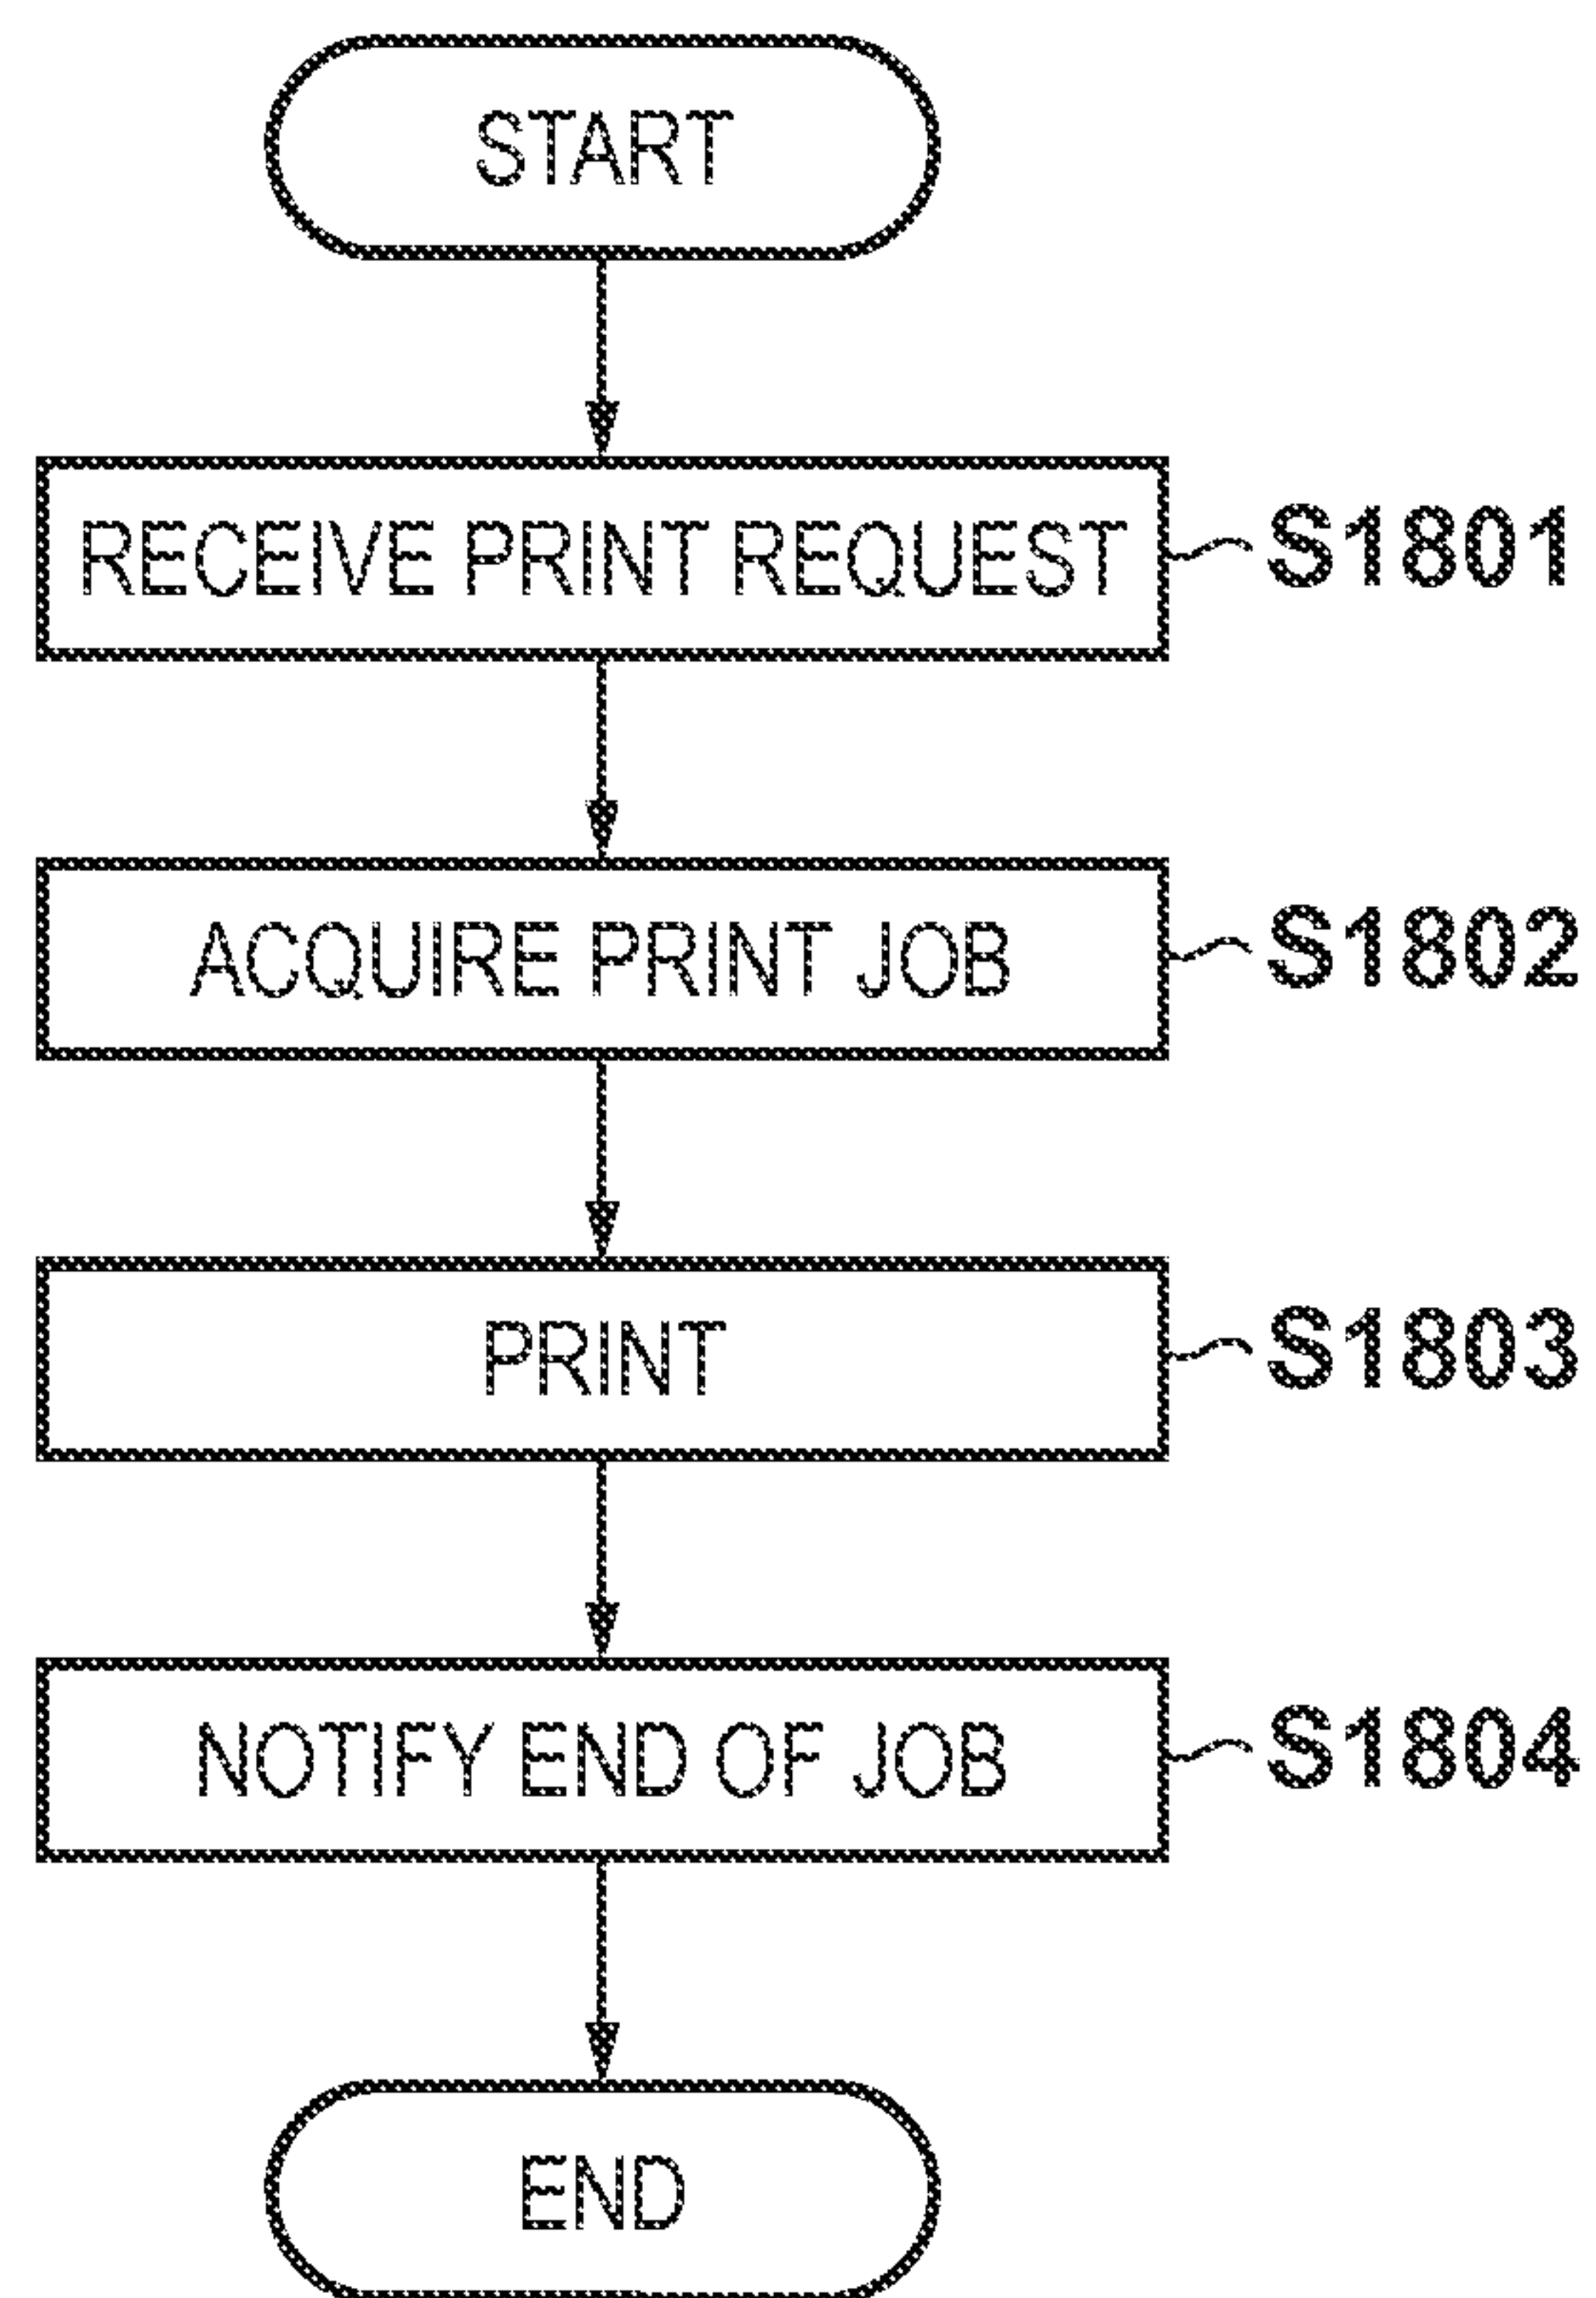 START
RECEIVE PRINT REQUEST S1801
ACQUIRE PRINT JOB S1802
PRINT S1803
NOTIFY END OF JOB S1804
END